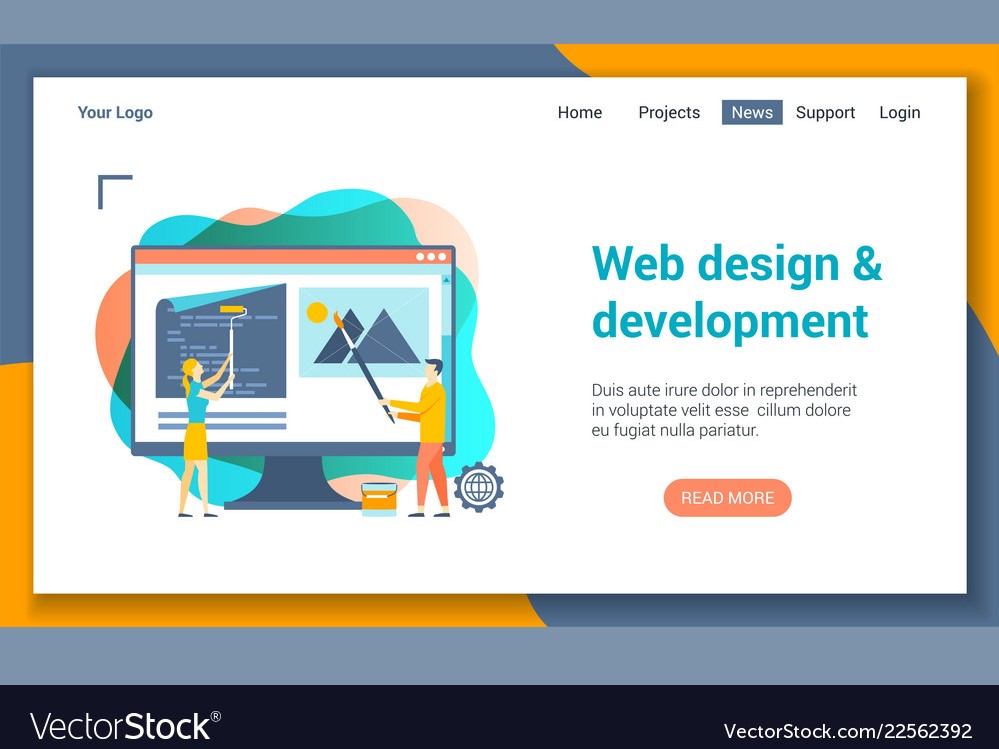 Your Logo
Home Projects News Support Login
Web design &
development
Duis aute irure dolor in reprehenderit
in voluptate velit esse cillum dolore
eu fugiat nulla pariatur.
READ MORE
VectorStock®
VectorStock.com/22562392